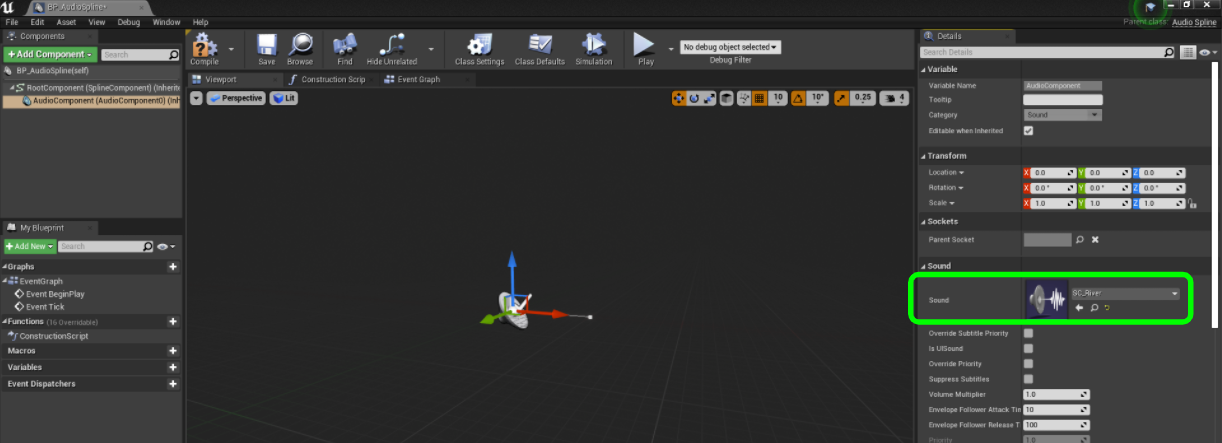 BP_AudioSpline*
File Edit Asset View Debug Window Help
Parent class: Audio Spline
Components
+ Add Component
Search
BP_AudioSpline(self)
RootComponent (SplineComponent) (Inherite
AudioComponent (AudioComponent0) (Inh
Compile
Save
Browse
Find
Hide Unrelated
Class Settings
Class Defaults
Simulation
Play
No debug object selected
Debug Filter
Viewport
Construction Scrip
Event Graph
Perspective
Lit
10
10°
0.25
4
My Blueprint
+ Add New
Search
Graphs
EventGraph
Event BeginPlay
Event Tick
Functions (16 Overridable)
ConstructionScript
Macros
Variables
Event Dispatchers
Details
Search Details
Variable
Variable Name AudioComponent
Tooltip
Category Sound
Editable when Inherited
Transform
Location X 0.0 Y 0.0 Z 0.0
Rotation X 0.0° Y 0.0° Z 0.0°
Scale X 1.0 Y 1.0 Z 1.0
Sockets
Parent Socket
Sound
Sound SC_River
Override Subtitle Priority
Is UISound
Override Priority
Suppress Subtitles
Volume Multiplier 1.0
Envelope Follower Attack Tin 10
Envelope Follower Release T 100
Priority 1.0